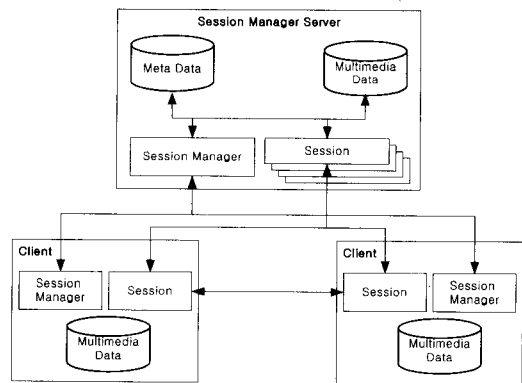 Session Manager Server
Meta Data
Multimedia
Data
Session Manager
Session
Client
Session
Manager
Session
Multimedia
Data
Client
Session
Session
Manager
Multimedia
Data